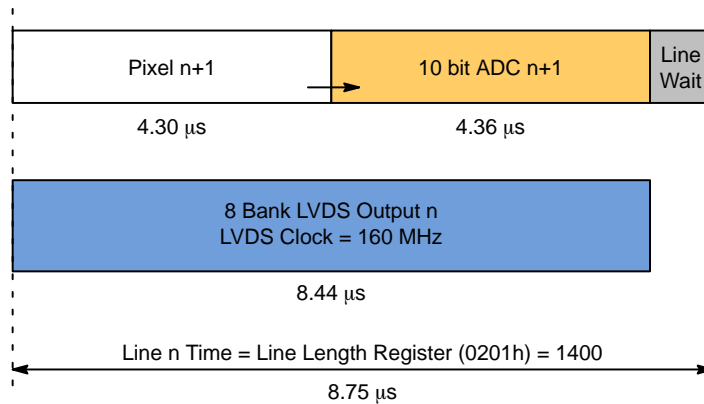 Pixel n+1
10 bit ADC n+1
Line
Wait
4.30 μs
4.36 μs
8 Bank LVDS Output n
LVDS Clock = 160 MHz
8.44 μs
Line n Time = Line Length Register (0201h) = 1400
8.75 μs